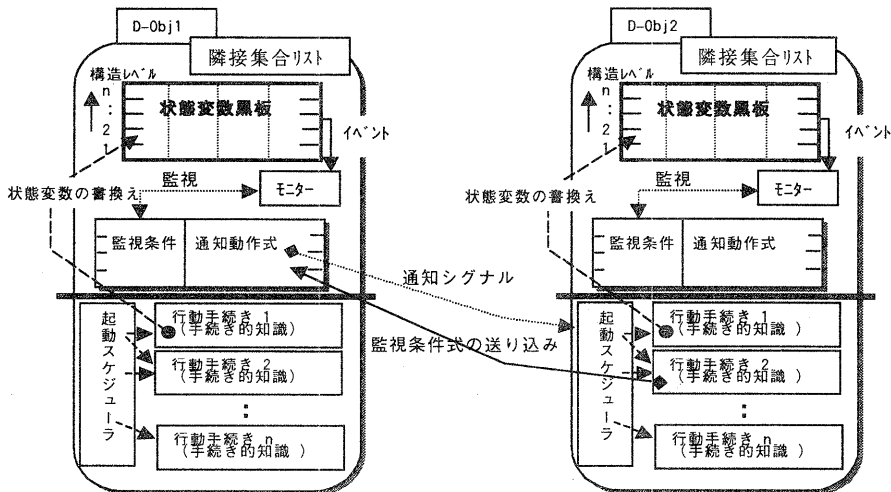 D-Obj1
隣接集合リスト
構造レベル
n
:
2
1
状態変数黒板
イベント
監視
モニター
状態変数の書換え
監視条件
通知動作式
起動スケジューラ
行動手続き 1
(手続き的知識)
行動手続き 2
(手続き的知識)
:
行動手続き n
(手続き的知識 )
通知シグナル
監視条件式の送り込み
D-Obj2
隣接集合リスト
構造レベル
n
:
2
1
状態変数黒板
イベント
監視
モニター
状態変数の書換え
監視条件
通知動作式
起動スケジューラ
行動手続き 1
(手続き的知識 )
行動手続き 2
(手続き的知識 )
:
行動手続き n
(手続き的知識 )